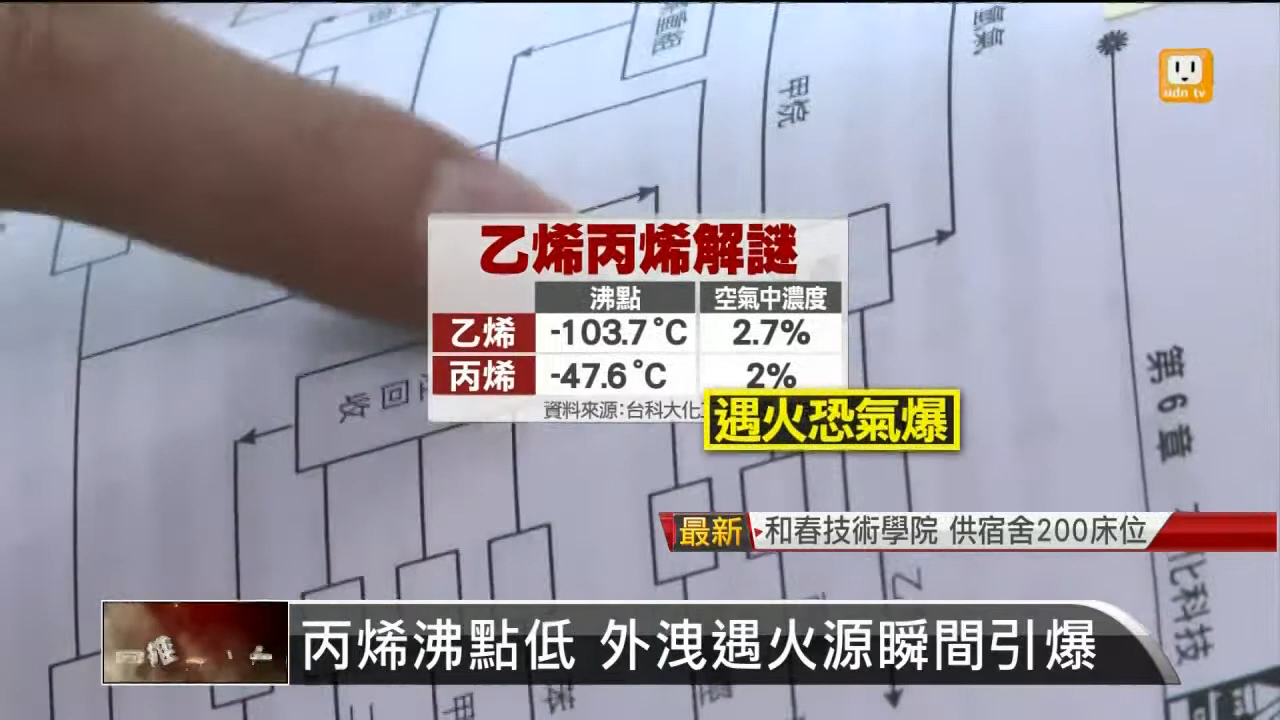 udn tv
甲烷
乙烯丙烯解謎
沸點 空氣中濃度
乙烯 -103.7°C 2.7%
丙烯 -47.6°C 2%
資料來源:台科大化
遇火恐氣爆
回收
第6章
化科技
最新 和春技術學院 供宿舍200床位
丙烯沸點低 外洩遇火源瞬間引爆